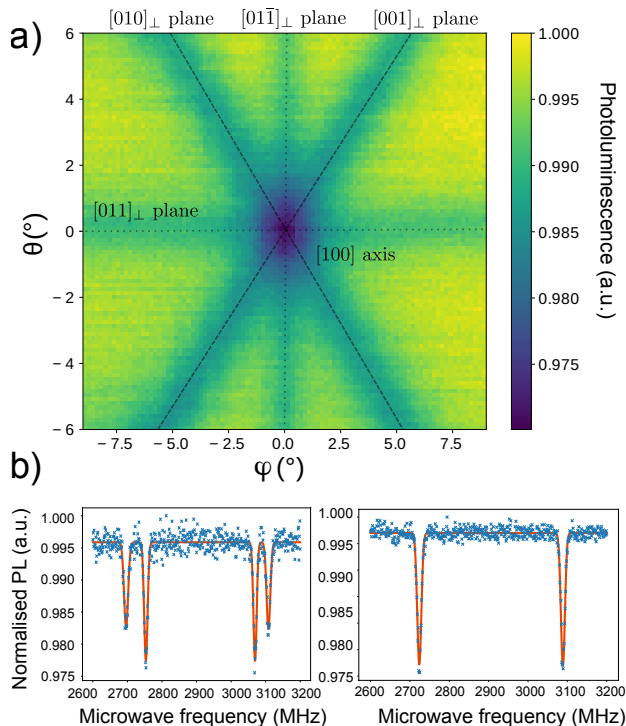 a)
[010]⊥ plane [011̄]⊥ plane [001]⊥ plane
6
4
2
0
− 2
− 4
− 6
θ(°)
[011]⊥ plane
[100] axis
− 7.5 − 5.0 − 2.5 0.0 2.5 5.0 7.5
φ(°)
1.000
0.995
0.990
0.985
0.980
0.975
Photoluminescence (a.u.)
b)
Normalised PL (a.u.)
1.000
0.995
0.990
0.985
0.980
0.975
2600 2700 2800 2900 3000 3100 3200
Microwave frequency (MHz)
1.000
0.995
0.990
0.985
0.980
0.975
2600 2700 2800 2900 3000 3100 3200
Microwave frequency (MHz)